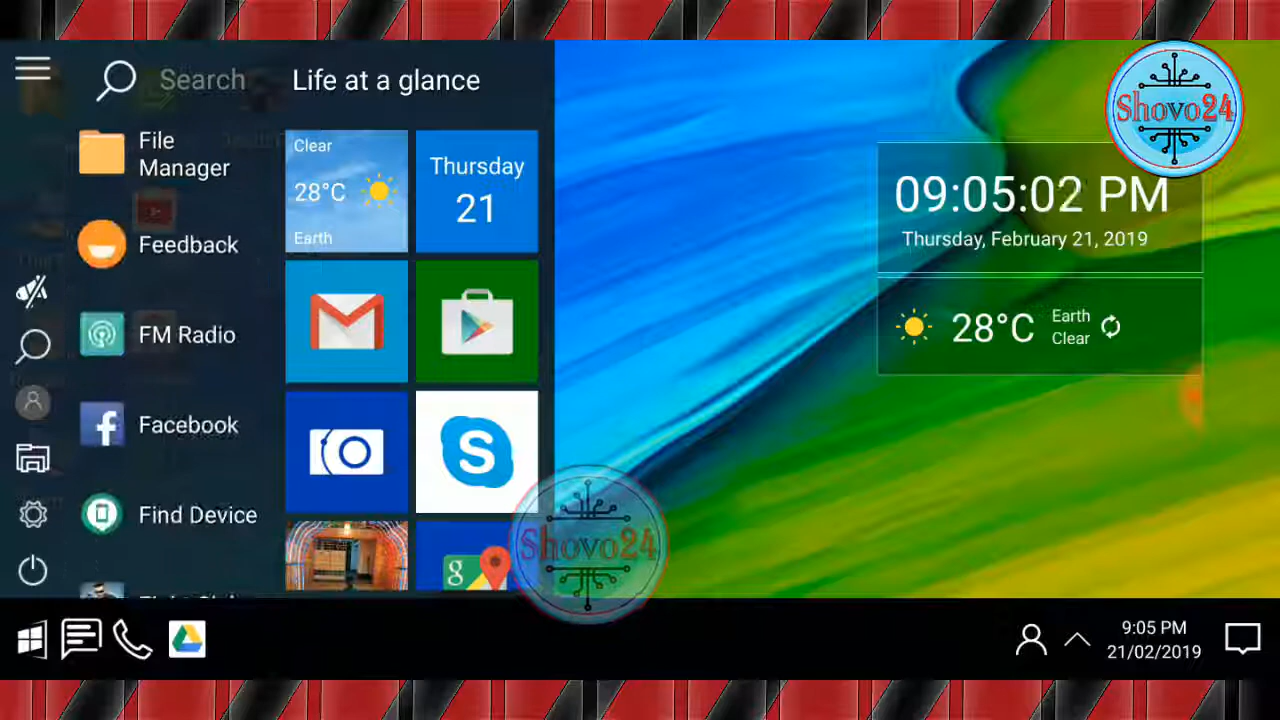 Search
Life at a glance
Shovo24
File
Manager
Clear
28°C
Earth
Thursday
21
09:05:02 PM
Thursday, February 21, 2019
Feedback
FM Radio
28°C
Earth
Clear
Facebook
S
Find Device
Shovo24
g
9:05 PM
21/02/2019